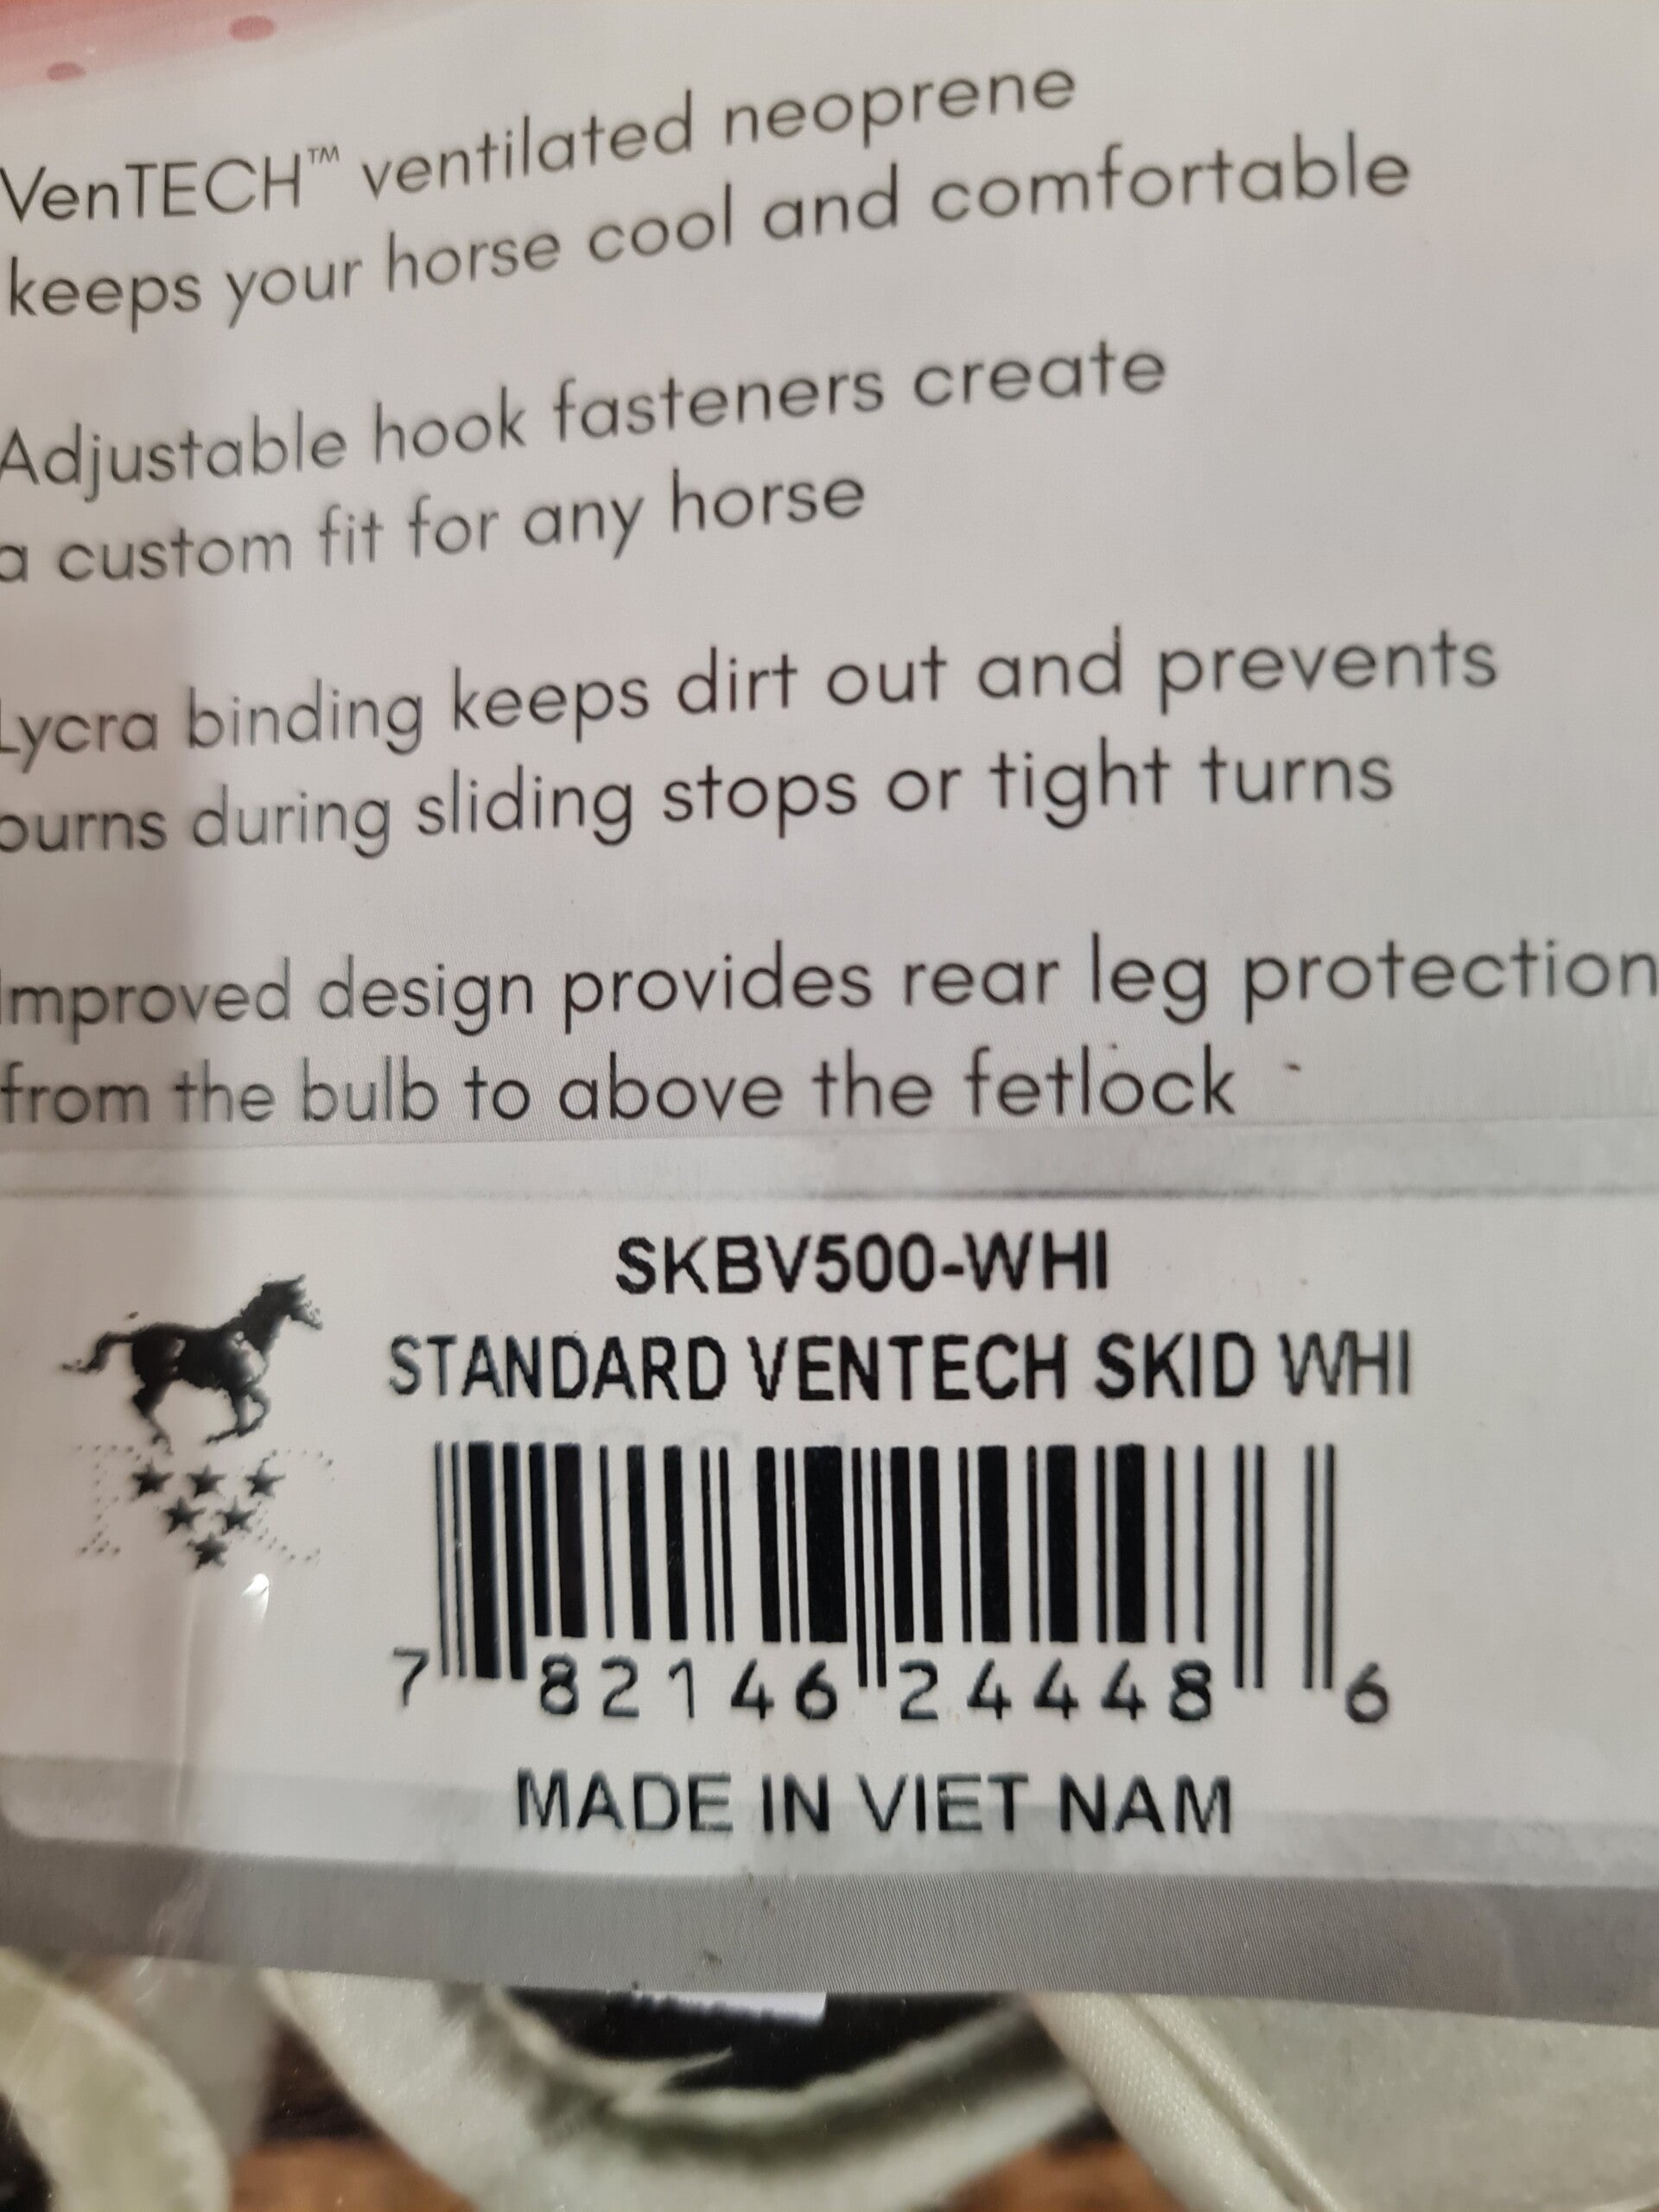 VenTECH™ ventilated neoprene
keeps your horse cool and comfortable
Adjustable hook fasteners create
a custom fit for any horse
Lycra binding keeps dirt out and prevents
burns during sliding stops or tight turns
Improved design provides rear leg protection
from the bulb to above the fetlock
SKBV500-WHI
STANDARD VENTECH SKID WHI
7 82146 24448 6
MADE IN VIET NAM